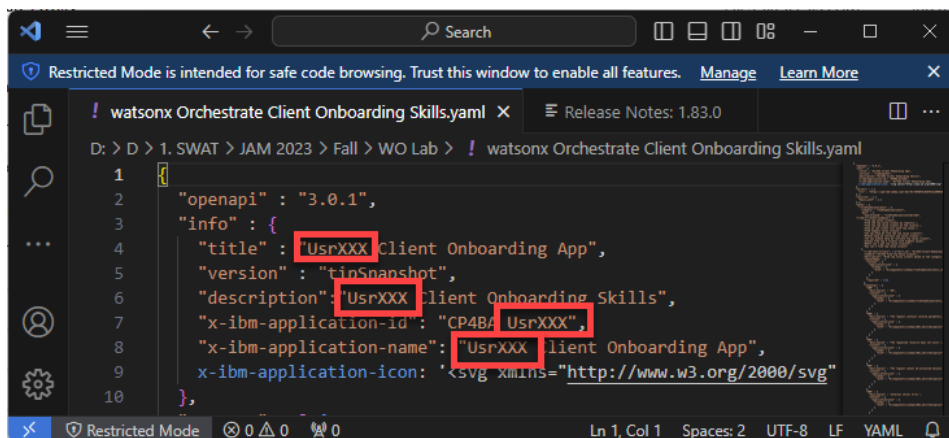 Search
Restricted Mode is intended for safe code browsing. Trust this window to enable all features. Manage Learn More
! watsonx Orchestrate Client Onboarding Skills.yaml Release Notes: 1.83.0
D: > D > 1. SWAT > JAM 2023 > Fall > WO Lab > ! watsonx Orchestrate Client Onboarding Skills.yaml
1 {
2 "openapi" : "3.0.1",
3 "info" : {
4 "title" : "UsrXXX Client Onboarding App",
5 "version" : "tipSnapshot",
6 "description":"UsrXXX Client Onboarding Skills",
7 "x-ibm-application-id": "CP4BA UsrXXX",
8 "x-ibm-application-name": "UsrXXX Client Onboarding App",
9 x-ibm-application-icon: '<svg xmlns="http://www.w3.org/2000/svg"
10 },
Restricted Mode 0 0 0 Ln 1, Col 1 Spaces: 2 UTF-8 LF YAML